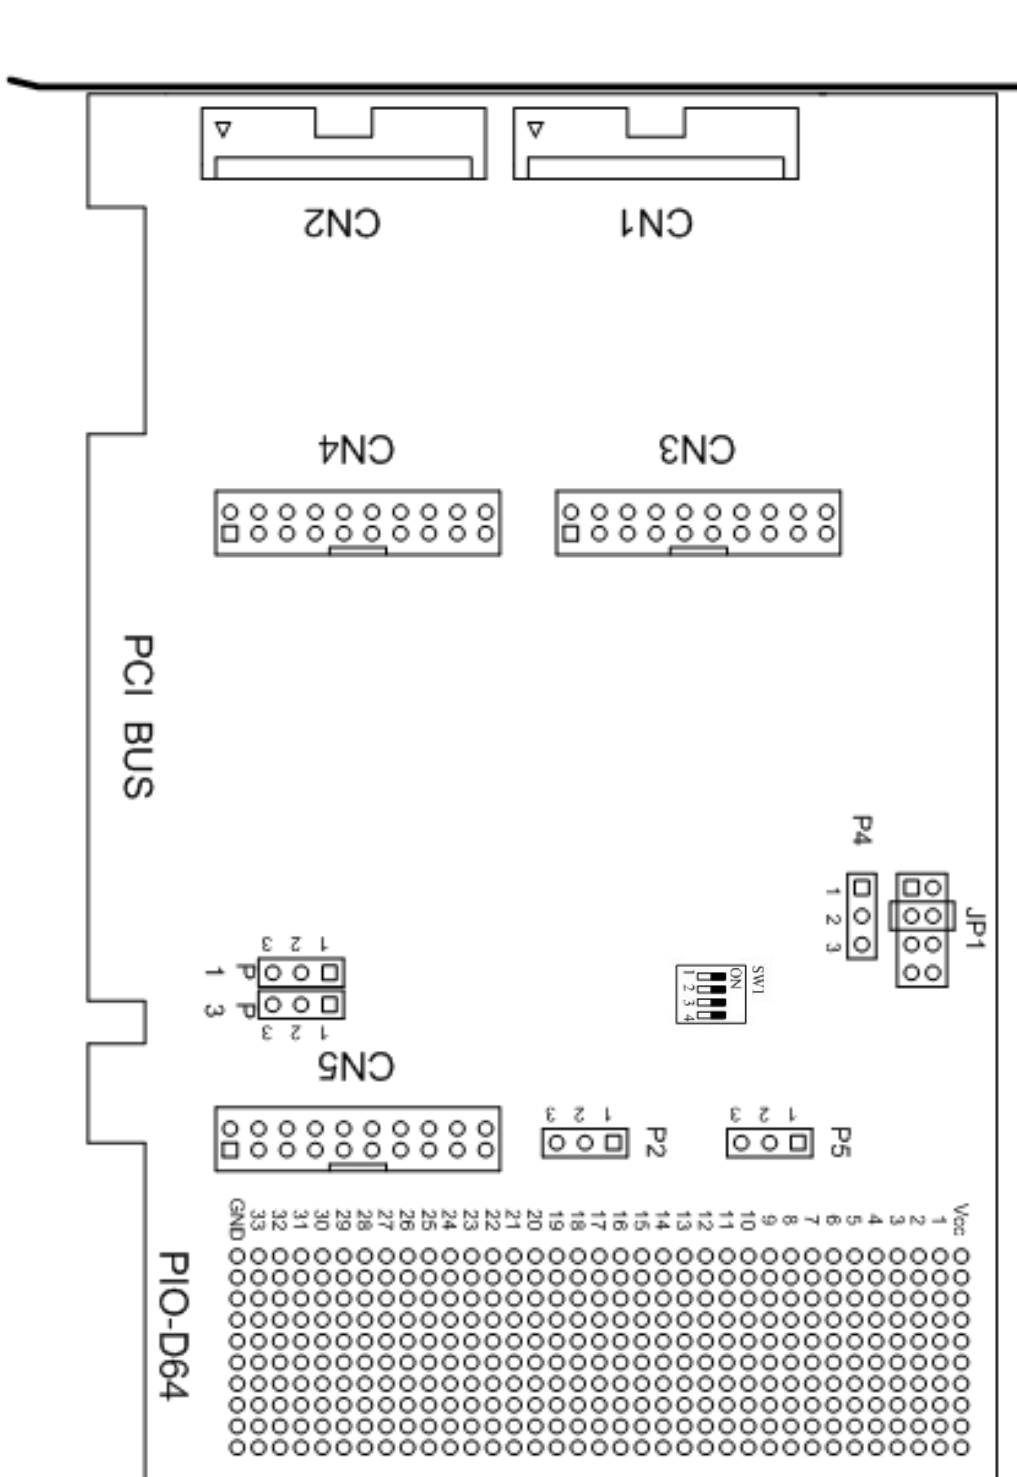 CN2
CN1
CN4
CN3
PCI BUS
P4
1
2
3
JP1
3 2 1
1 P
3 P
3 2 1
SW1
ON
1
2
3
4
CN5
3 2 1
P2
3 2 1
P5
GND 33 32 31 30 29 28 27 26 25 24 23 22 21 20 19 18 17 16 15 14 13 12 11 10 9 8 7 6 5 4 3 2 1 Vcc
PIO-D64